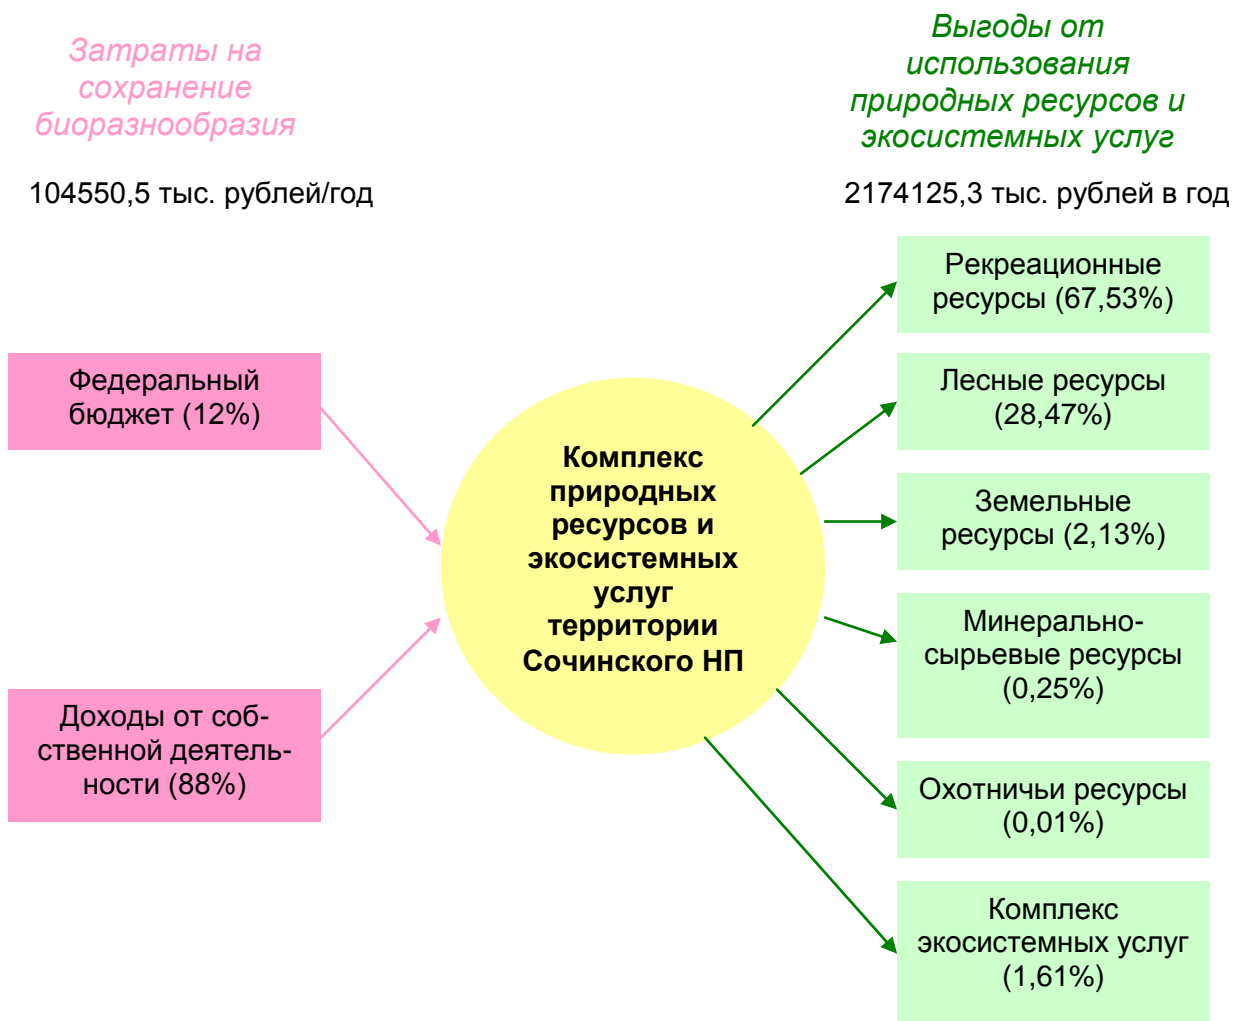 Затраты на
сохранение
биоразнообразия
104550,5 тыс. рублей/год
Выгоды от
использования
природных ресурсов и
экосистемных услуг
2174125,3 тыс. рублей в год
Федеральный
бюджет (12%)
Доходы от соб-
ственной деятель-
ности (88%)
Комплекс
природных
ресурсов и
экосистемных
услуг
территории
Сочинского НП
Рекреационные
ресурсы (67,53%)
Лесные ресурсы
(28,47%)
Земельные
ресурсы (2,13%)
Минерально-
сырьевые ресурсы
(0,25%)
Охотничьи ресурсы
(0,01%)
Комплекс
экосистемных услуг
(1,61%)